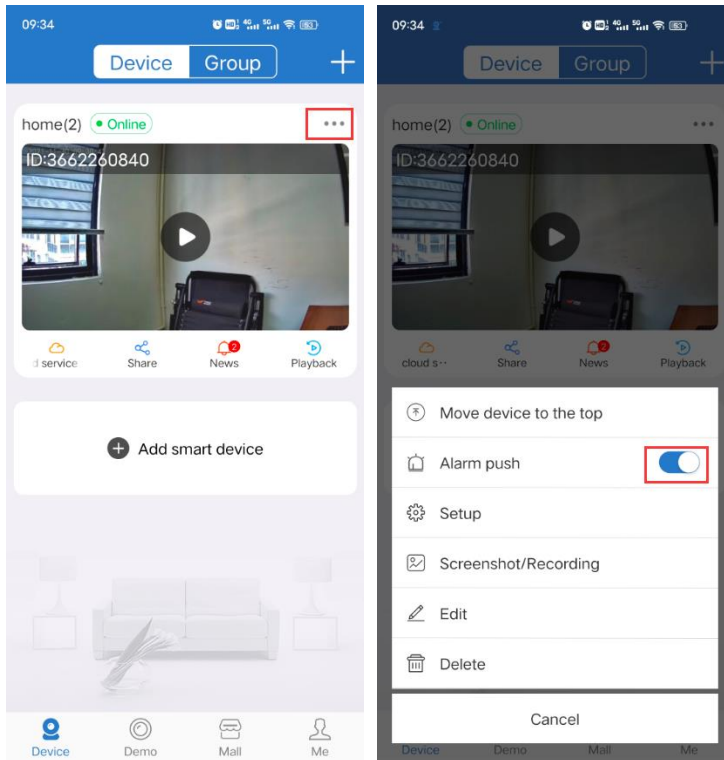 09:34
Device Group
home(2) Online
ID:3662260840
d service Share News 2 Playback
Add smart device
Device Demo Mall Me
09:34
Device Group
home(2) Online
ID:3662260840
cloud s·· Share News 2 Playback
Move device to the top
Alarm push
Setup
Screenshot/Recording
Edit
Delete
Cancel
Device Demo Mall Me